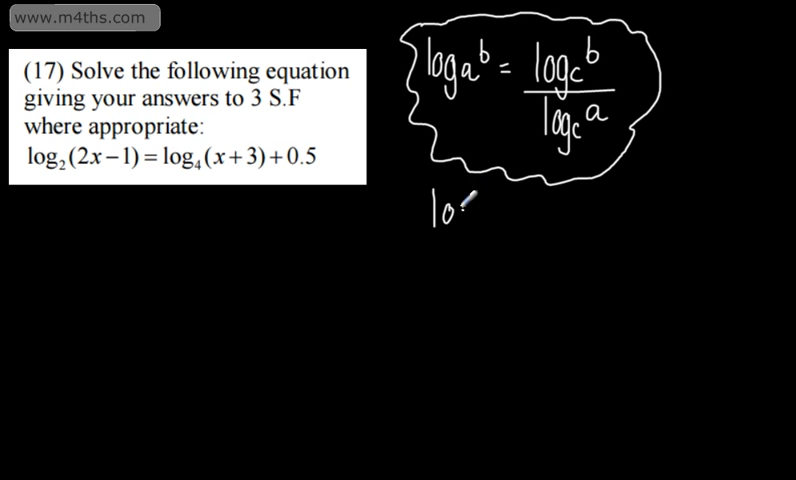 www.m4ths.com
(17) Solve the following equation
giving your answers to 3 S.F
where appropriate:
log₂(2x−1) = log₄(x+3)+0.5
logₐb = log꜀b / log꜀a
lo